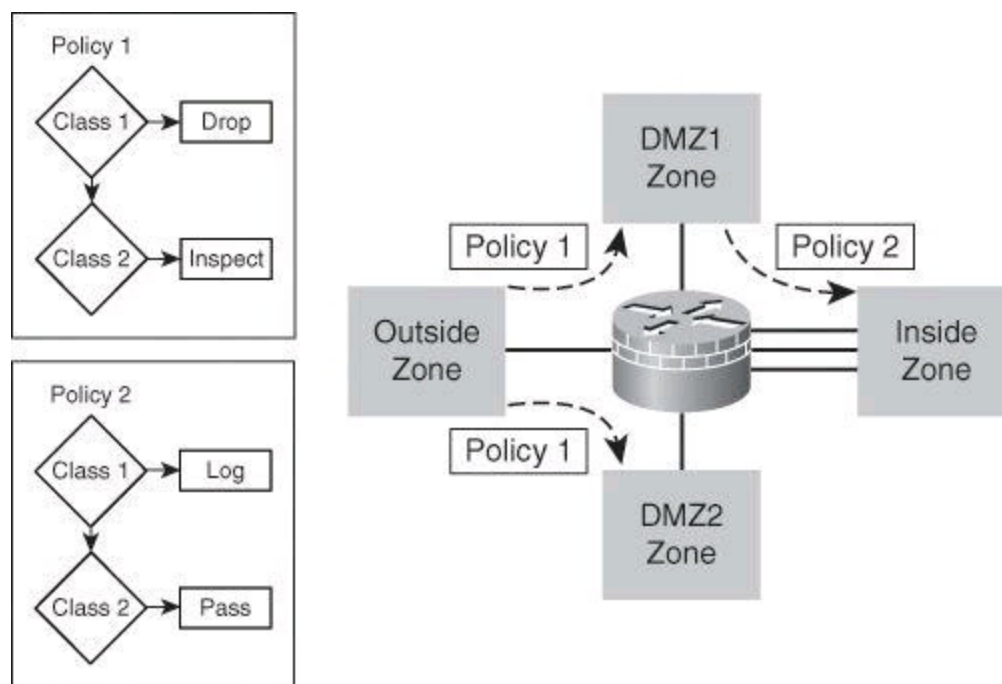 Policy 1
Class 1
Drop
Class 2
Inspect
Policy 2
Class 1
Log
Class 2
Pass
DMZ1
Zone
Policy 1
Policy 2
Outside
Zone
Inside
Zone
Policy 1
DMZ2
Zone